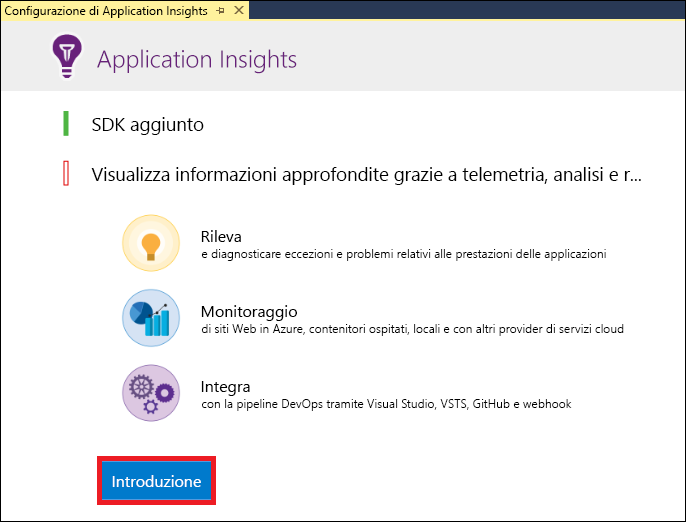 Configurazione di Application Insights
Application Insights
SDK aggiunto
Visualizza informazioni approfondite grazie a telemetria, analisi e r...
Rileva
e diagnosticare eccezioni e problemi relativi alle prestazioni delle applicazioni
Monitoraggio
di siti Web in Azure, contenitori ospitati, locali e con altri provider di servizi cloud
Integra
con la pipeline DevOps tramite Visual Studio, VSTS, GitHub e webhook
Introduzione